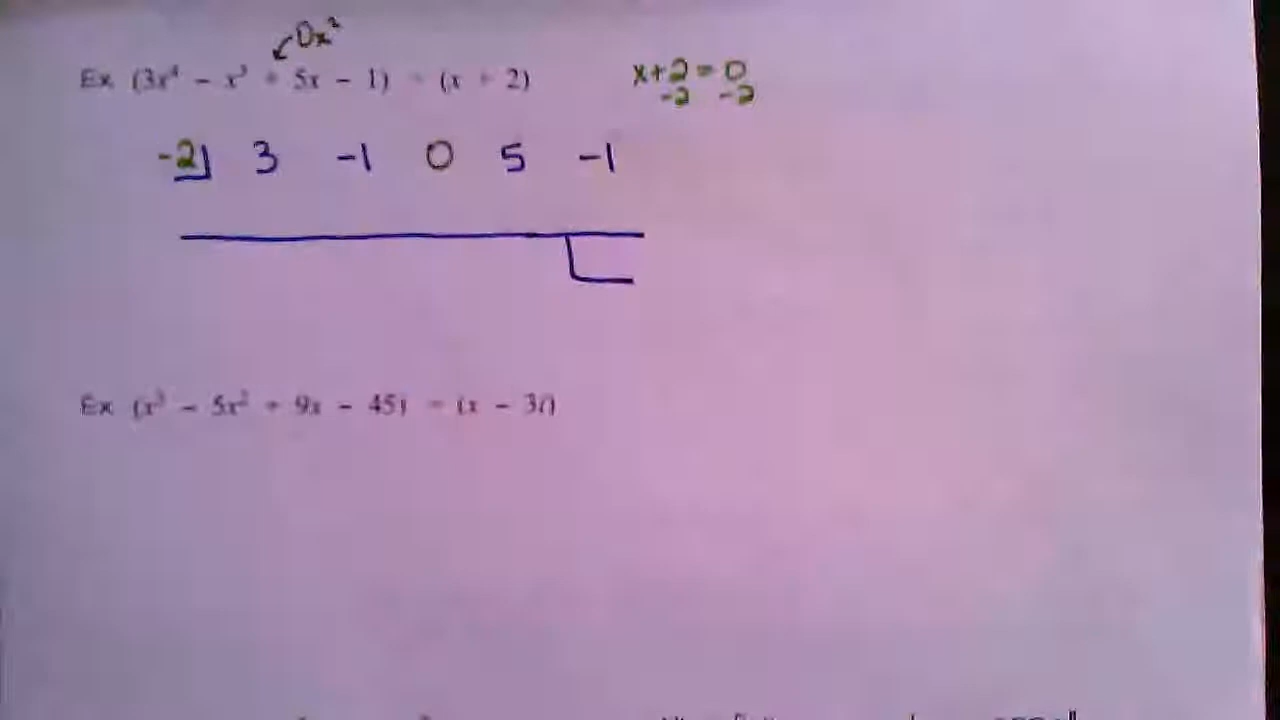 0x²
Ex (3x⁴ − x³ + 5x − 1) ÷ (x + 2)
x+2=0
-2 -2
-2 3 -1 0 5 -1
Ex (x³ − 5x² + 9x − 45) ÷ (x − 3i)